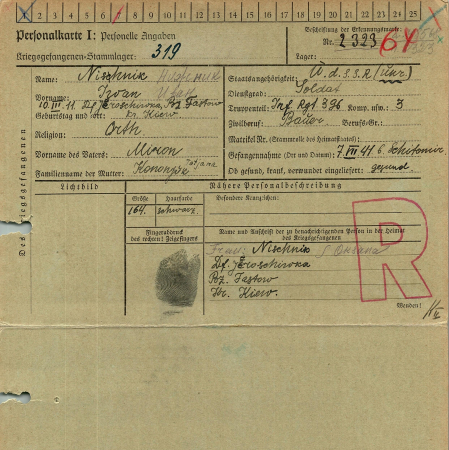 1 2 3 4 5 6 7 8 9 10 11 12 13 14 15 16 17 18 19 20 21 22 23 24 25
Personalkarte I: Personelle Angaben
Kriegsgefangenen-Stammlager: 319
Beschriftung der Erkennungsmarke
Nr. 2323
Lager:
Des Kriegsgefangenen
Name: Nischnik
Vorname: Iwan Иван
Geburtstag und -ort: 10. III. 11 Df. Jeroschiwka, Rz. Fastow
Kr. Kiew
Religion: Orth.
Vorname des Vaters: Miron
Familienname der Mutter: Tatjana
Staatsangehörigkeit: U.d.S.S.R (Ukr)
Dienstgrad: Soldat
Truppenteil: Inf. Rgt 396 Komp. usw.: 3
Zivilberuf: Bauer Berufs-Gr.:
Matrikel Nr. (Stammrolle des Heimatstaates):
Gefangennahme (Ort und Datum): 7 VIII 41 b. Schitomir
Ob gesund, krank, verwundet eingeliefert: gesund.
Lichtbild
Nähere Personalbeschreibung
Größe Haarfarbe Besondere Kennzeichen:
164. schwarz.
Fingerabdruck
des rechten! Zeigefingers
Name und Anschrift der zu benachrichtigenden Person in der Heimat
des Kriegsgefangenen
Frau: Nischnik
Df. Jeroschiwka
Rz. Fastow
Kr. Kiew.
R
Wenden!